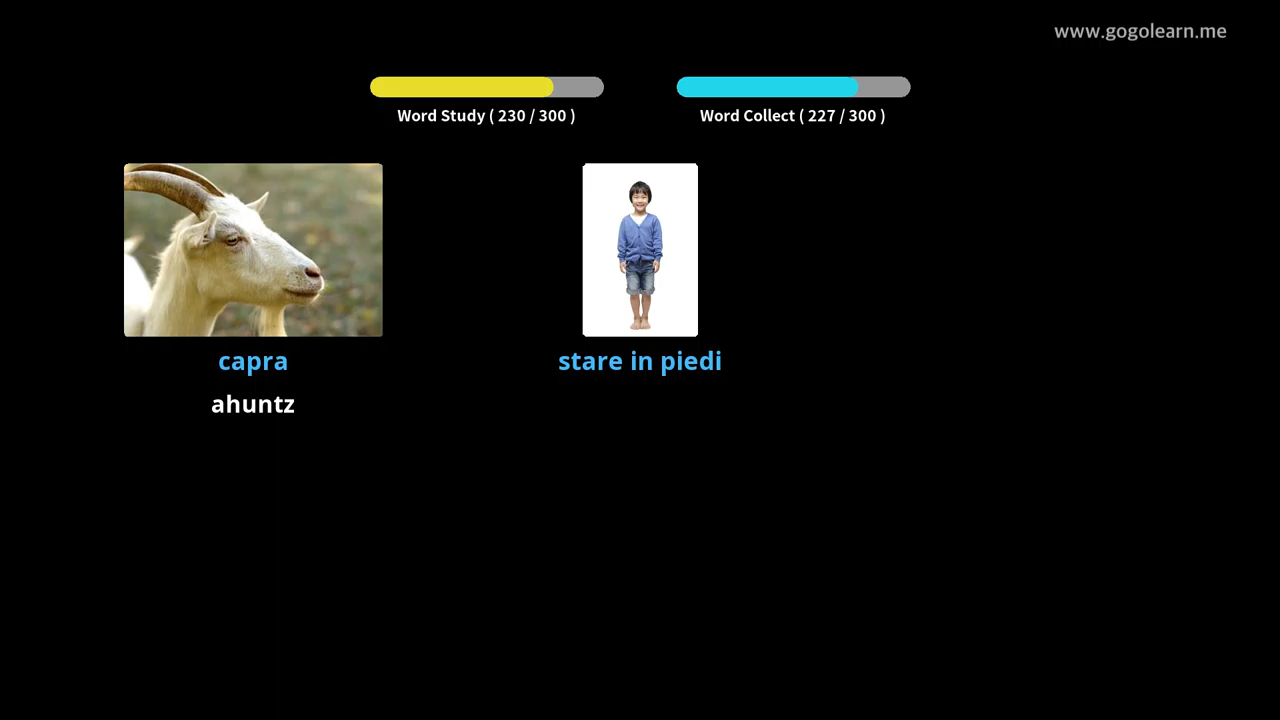 www.gogolearn.me
Word Study ( 230 / 300 )
Word Collect ( 227 / 300 )
capra
stare in piedi
ahuntz